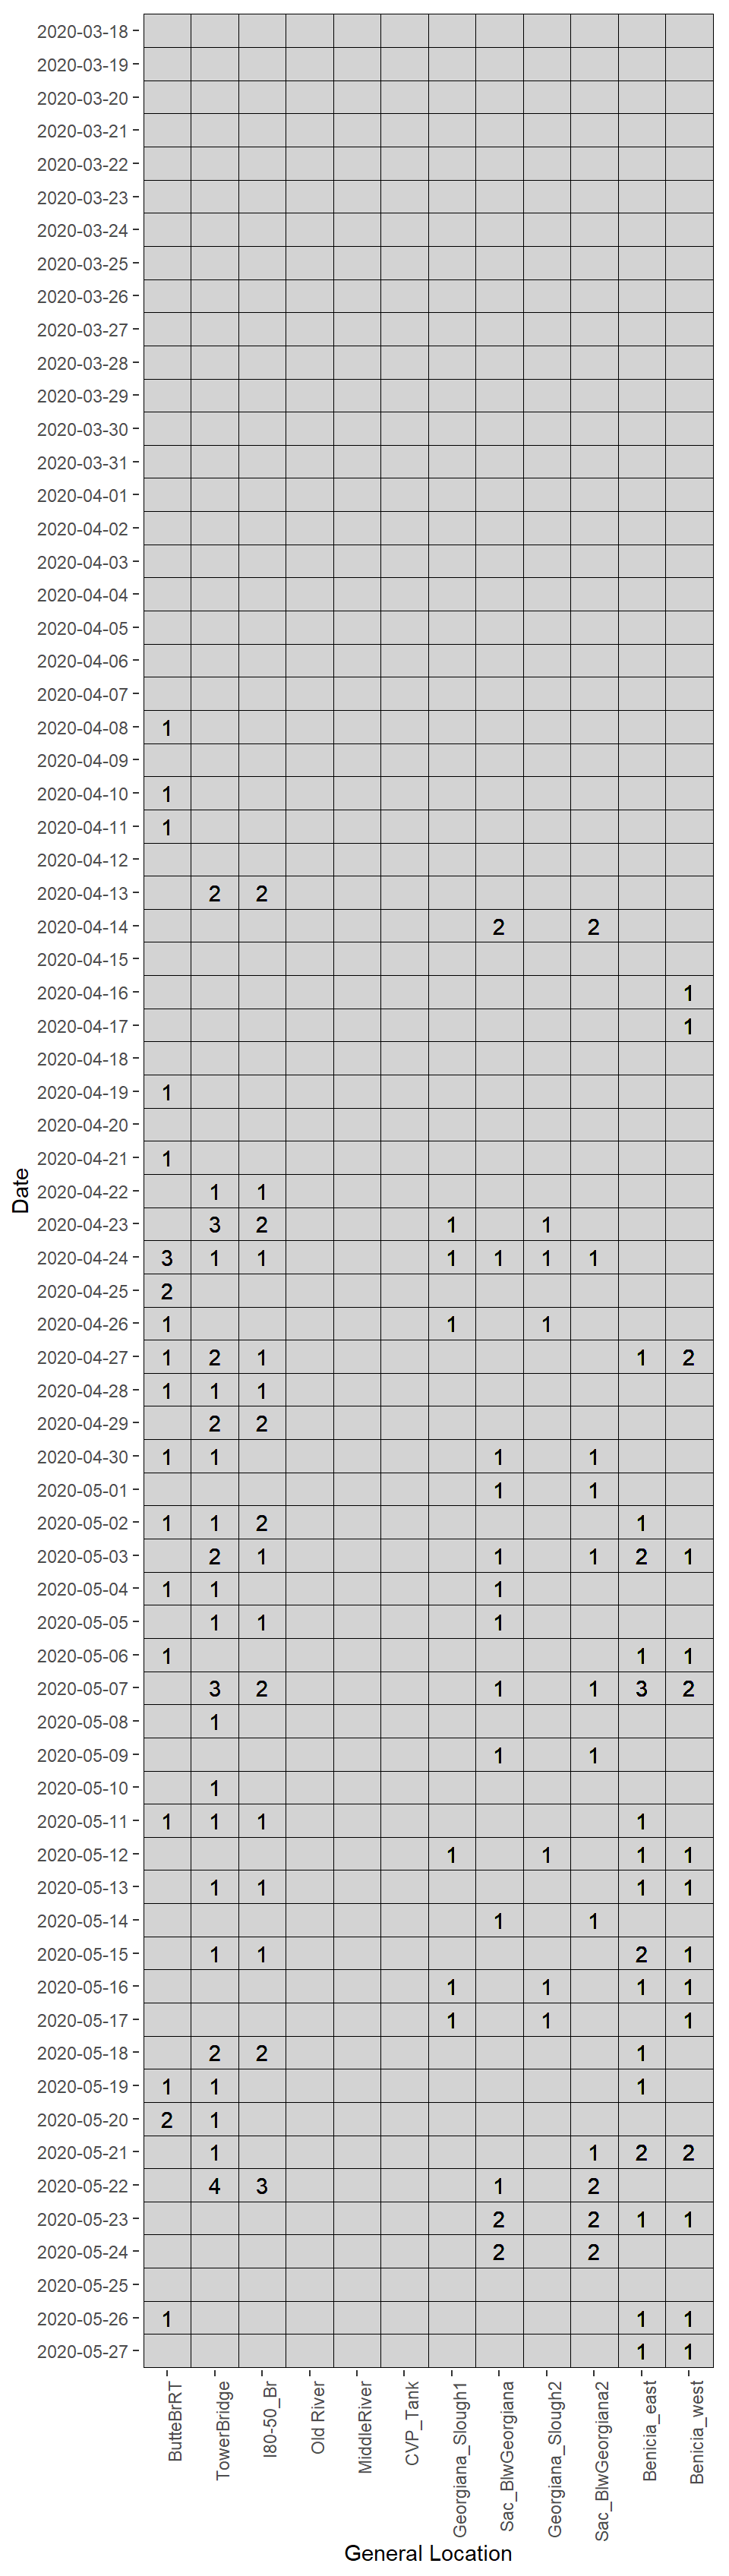 2020-03-18
2020-03-19
2020-03-20
2020-03-21
2020-03-22
2020-03-23
2020-03-24
2020-03-25
2020-03-26
2020-03-27
2020-03-28
2020-03-29
2020-03-30
2020-03-31
2020-04-01
2020-04-02
2020-04-03
2020-04-04
2020-04-05
2020-04-06
2020-04-07
2020-04-08 1
2020-04-09
2020-04-10 1
2020-04-11 1
2020-04-12
2020-04-13 2 2
2020-04-14 2 2
2020-04-15
2020-04-16 1
2020-04-17 1
2020-04-18
2020-04-19 1
2020-04-20
2020-04-21 1
2020-04-22 1 1
Date
2020-04-23 3 2 1 1
2020-04-24 3 1 1 1 1 1 1
2020-04-25 2
2020-04-26 1 1 1
2020-04-27 1 2 1 1 2
2020-04-28 1 1 1
2020-04-29 2 2
2020-04-30 1 1 1 1
2020-05-01 1 1
2020-05-02 1 1 2 1
2020-05-03 2 1 1 1 2 1
2020-05-04 1 1 1
2020-05-05 1 1 1
2020-05-06 1 1 1
2020-05-07 3 2 1 1 3 2
2020-05-08 1
2020-05-09 1 1
2020-05-10 1
2020-05-11 1 1 1 1
2020-05-12 1 1 1 1
2020-05-13 1 1 1 1
2020-05-14 1 1
2020-05-15 1 1 2 1
2020-05-16 1 1 1 1
2020-05-17 1 1 1
2020-05-18 2 2 1
2020-05-19 1 1 1
2020-05-20 2 1
2020-05-21 1 1 2 2
2020-05-22 4 3 1 2
2020-05-23 2 2 1 1
2020-05-24 2 2
2020-05-25
2020-05-26 1 1 1
2020-05-27 1 1
ButteBrRT
TowerBridge
I80-50_Br
Old River
MiddleRiver
CVP_Tank
Georgiana_Slough1
Sac_BlwGeorgiana
Georgiana_Slough2
Sac_BlwGeorgiana2
Benicia_east
Benicia_west
General Location